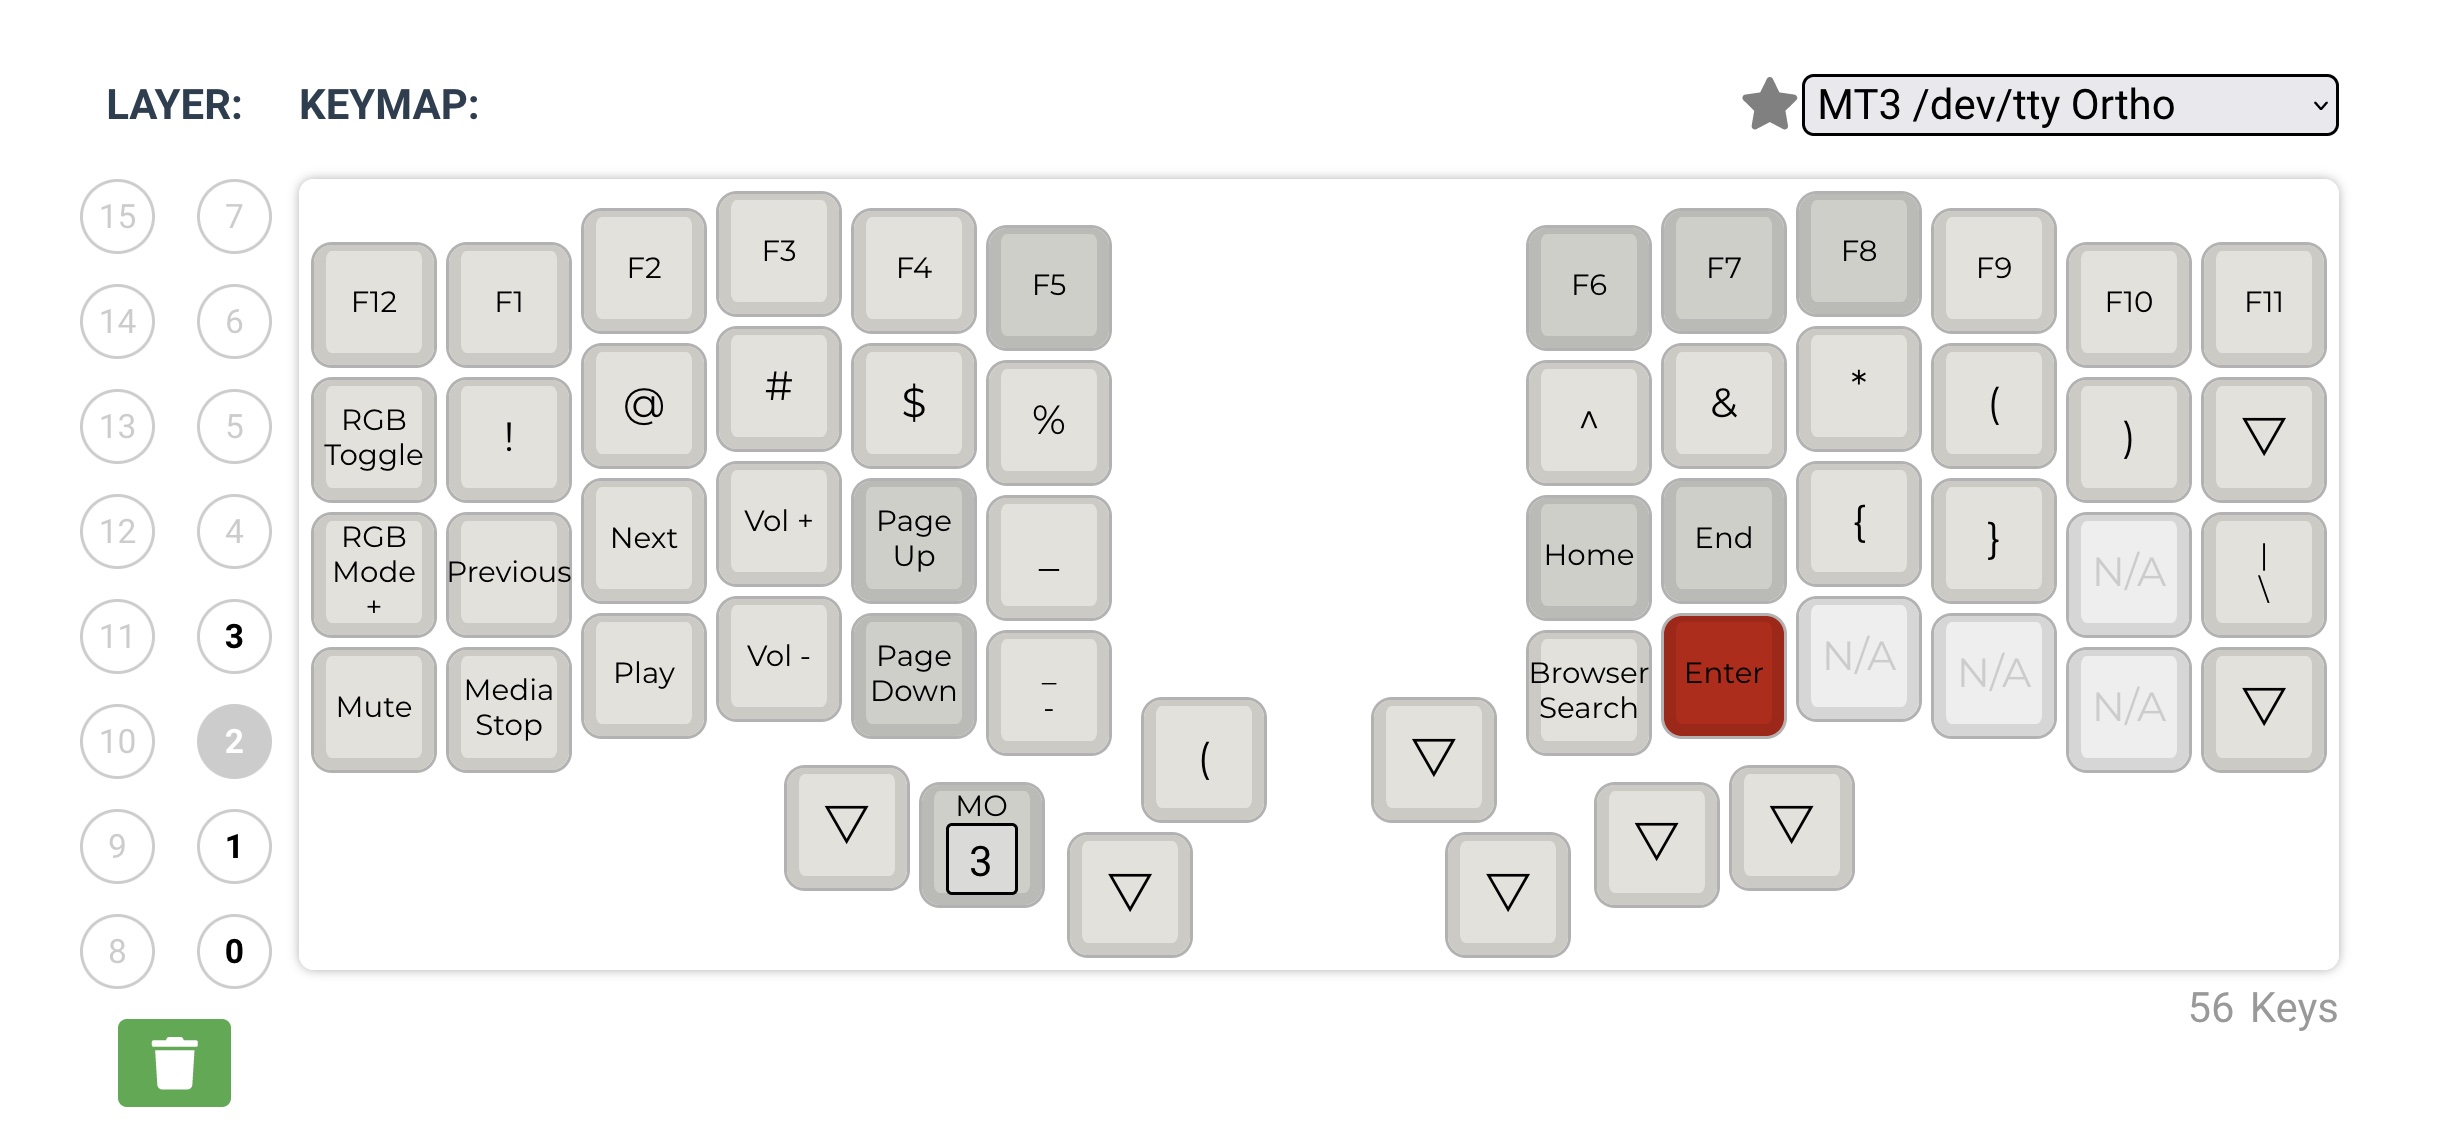 LAYER:
KEYMAP:
MT3 /dev/tty Ortho
15
7
14
6
13
5
12
4
11
3
10
2
9
1
8
0
F12
F1
F2
F3
F4
F5
F6
F7
F8
F9
F10
F11
RGB
Toggle
!
@
#
$
%
^
&
*
(
)
RGB
Mode
+
Previous
Next
Vol +
Page
Up
_
Home
End
{
}
N/A
|
\
Mute
Media
Stop
Play
Vol -
Page
Down
_
-
Browser
Search
Enter
N/A
N/A
N/A
(
MO
3
56 Keys